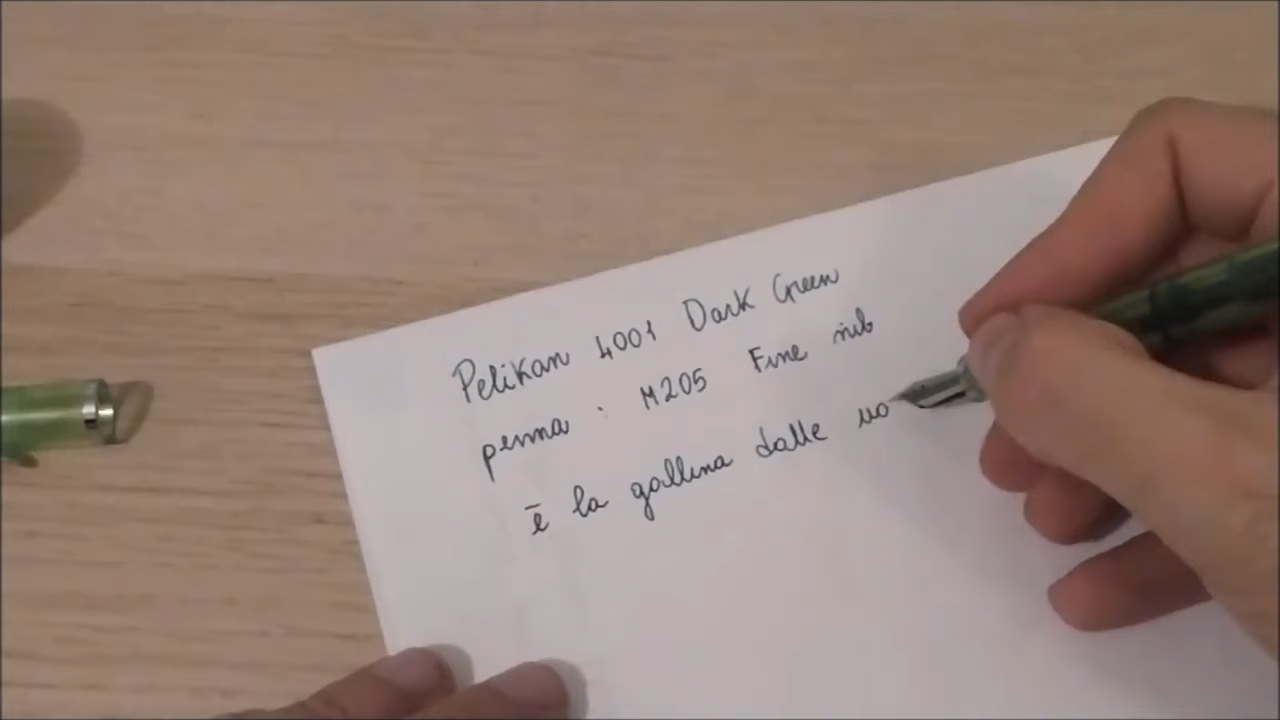 Pelikan 4001 Dark Green
penna : M205 Fine nib
è la gallina dalle uo